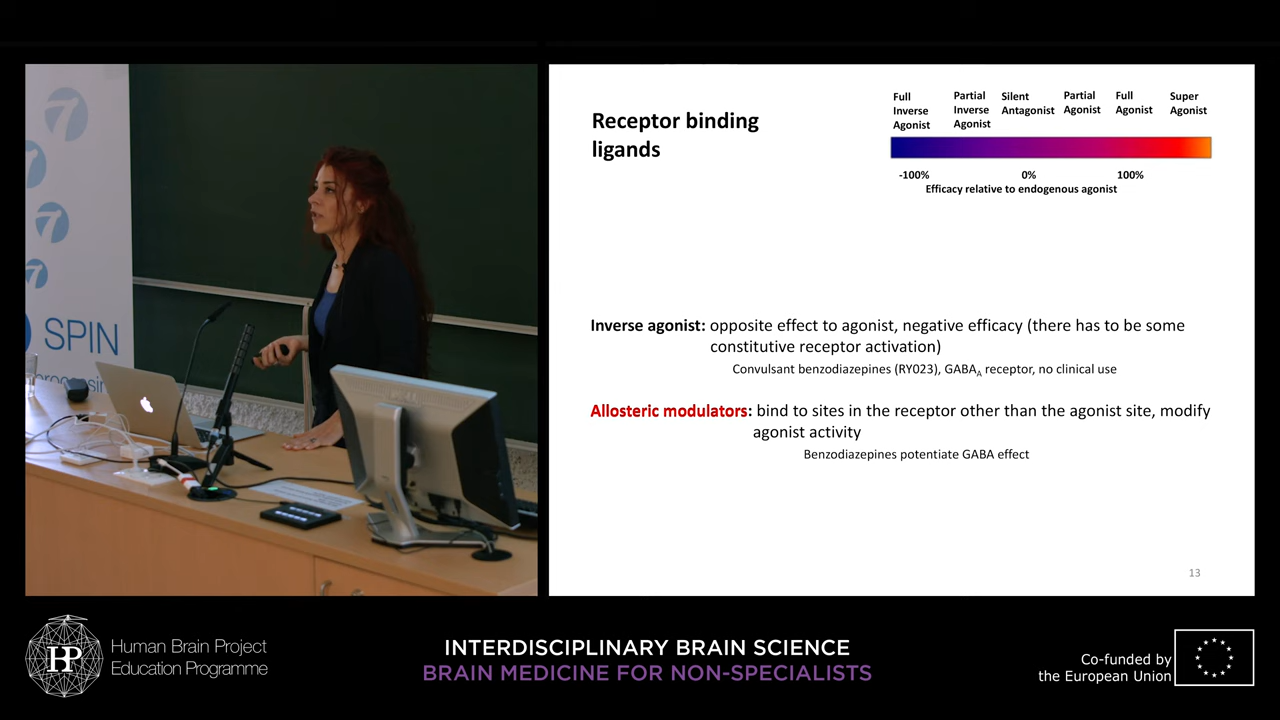 SPIN
Receptor binding
ligands
Full
Inverse
Agonist
Partial
Inverse
Agonist
Silent
Antagonist
Partial
Agonist
Full
Agonist
Super
Agonist
-100%
0%
100%
Efficacy relative to endogenous agonist
Inverse agonist: opposite effect to agonist, negative efficacy (there has to be some
constitutive receptor activation)
Convulsant benzodiazepines (RY023), GABAA receptor, no clinical use
Allosteric modulators: bind to sites in the receptor other than the agonist site, modify
agonist activity
Benzodiazepines potentiate GABA effect
13
HBP
Human Brain Project
Education Programme
INTERDISCIPLINARY BRAIN SCIENCE
BRAIN MEDICINE FOR NON-SPECIALISTS
Co-funded by
the European Union